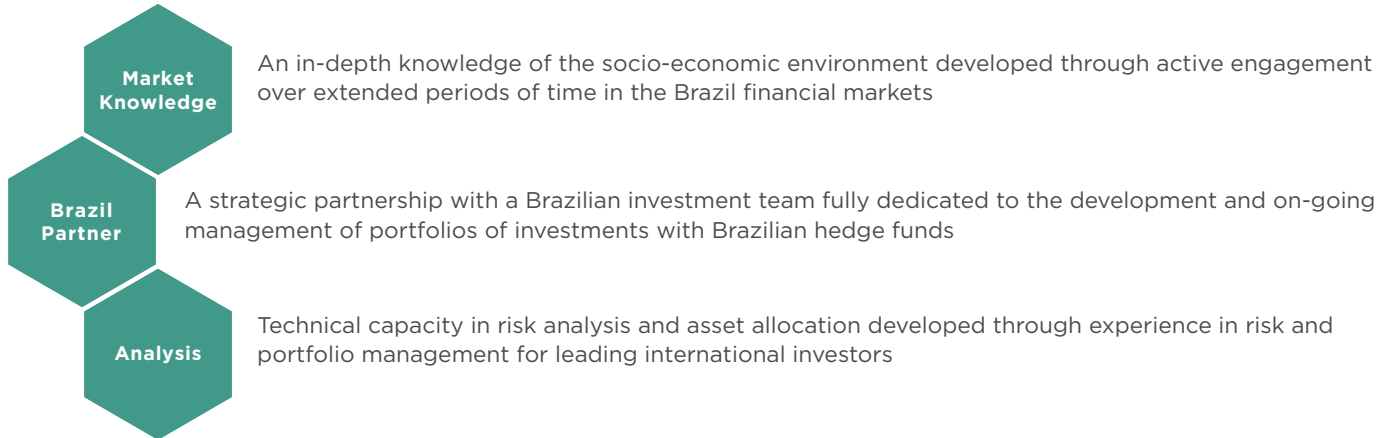 Market
Knowledge
An in-depth knowledge of the socio-economic environment developed through active engagement
over extended periods of time in the Brazil financial markets
Brazil
Partner
A strategic partnership with a Brazilian investment team fully dedicated to the development and on-going
management of portfolios of investments with Brazilian hedge funds
Analysis
Technical capacity in risk analysis and asset allocation developed through experience in risk and
portfolio management for leading international investors